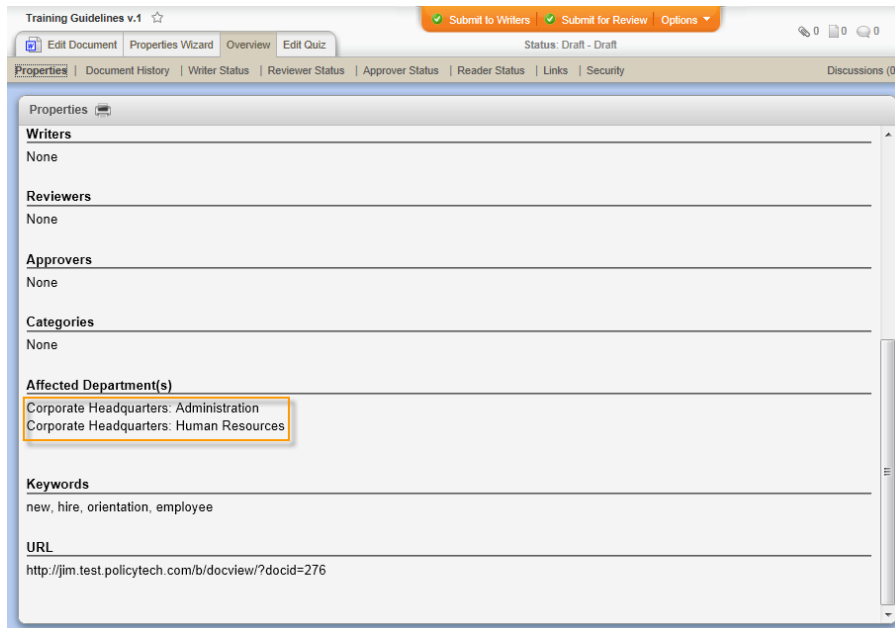 Training Guidelines v.1
Submit to Writers | Submit for Review | Options
0 0 0
Edit Document Properties Wizard Overview Edit Quiz
Status: Draft - Draft
Properties | Document History | Writer Status | Reviewer Status | Approver Status | Reader Status | Links | Security
Discussions (0
Properties
Writers
None
Reviewers
None
Approvers
None
Categories
None
Affected Department(s)
Corporate Headquarters: Administration
Corporate Headquarters: Human Resources
Keywords
new, hire, orientation, employee
URL
http://jim.test.policytech.com/b/docview/?docid=276